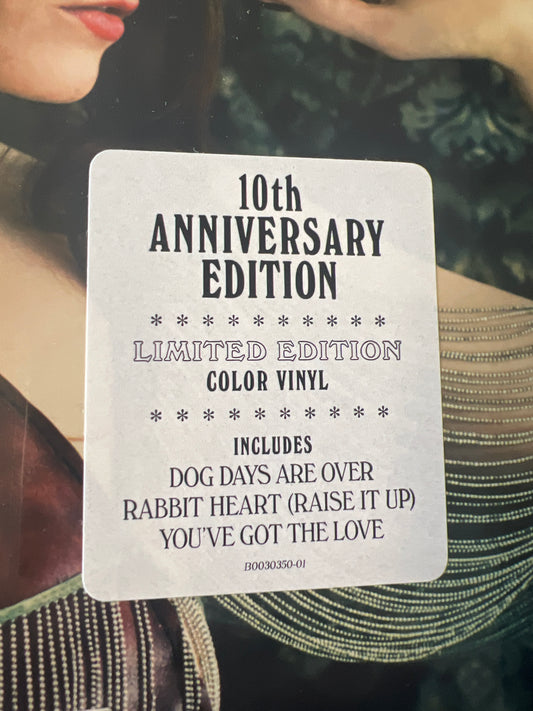 10th
ANNIVERSARY
EDITION
* * * * * * * * * *
LIMITED EDITION
COLOR VINYL
* * * * * * * * * *
INCLUDES
DOG DAYS ARE OVER
RABBIT HEART (RAISE IT UP)
YOU'VE GOT THE LOVE
B0030350-01